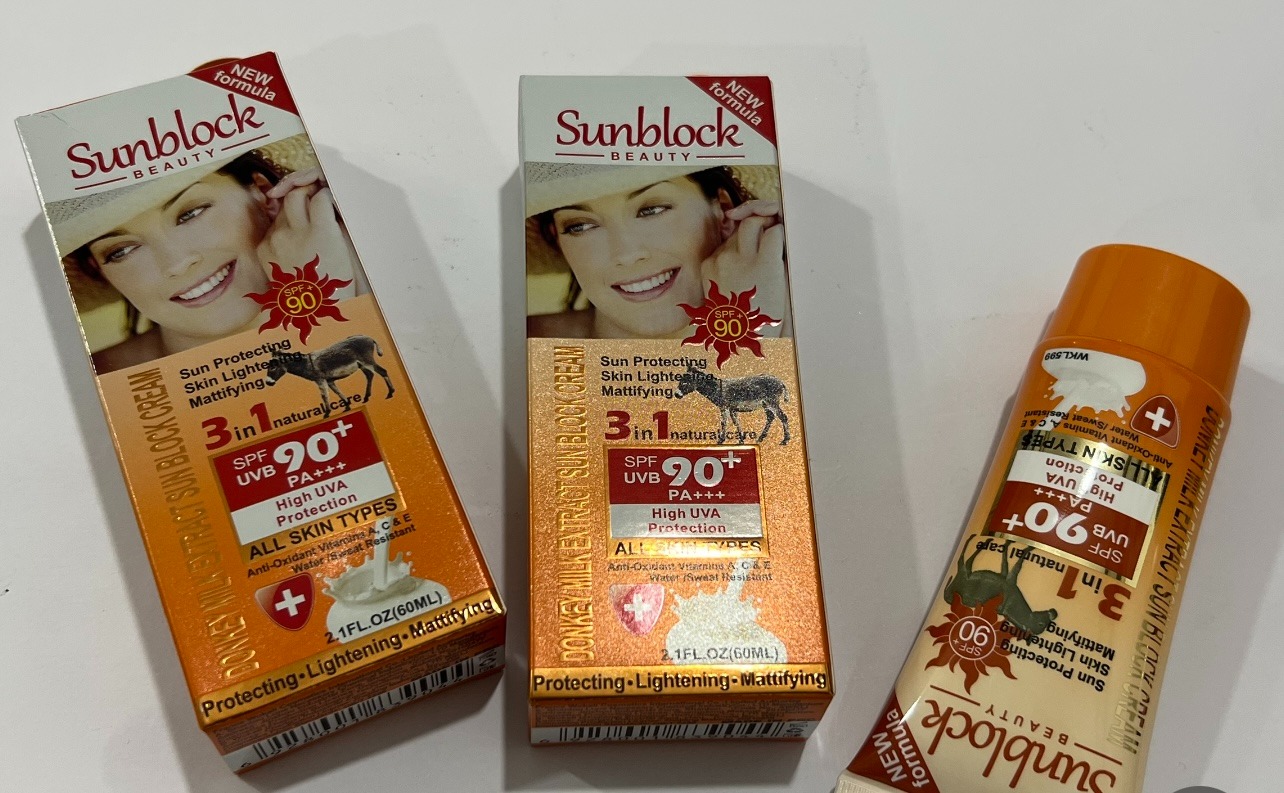 NEW
formula
Sunblock
BEAUTY
SPF+
90
Sun Protecting
Skin Lightening
Mattifying
3 in 1 natural care
SPF
UVB 90+
PA+++
High UVA
Protection
ALL SKIN TYPES
Anti-Oxidant Vitamins A, C & E
Water /Sweat Resistant
2.1FL.OZ(60ML)
DONKEY MILK EXTRACT SUN BLOCK CREAM
Protecting•Lightening•Mattifying
NEW
formula
Sunblock
BEAUTY
SPF+
90
Sun Protecting
Skin Lightening
Mattifying
3 in 1 natural care
SPF
UVB 90+
PA+++
High UVA
Protection
ALL SKIN TYPES
Anti-Oxidant Vitamins A, C & E
Water /Sweat Resistant
2.1FL.OZ(60ML)
DONKEY MILK EXTRACT SUN BLOCK CREAM
Protecting•Lightening•Mattifying
NEW
formula
Sunblock
BEAUTY
SPF+
90
Sun Protecting
Skin Lightening
Mattifying
3 in 1 natural care
SPF
UVB 90+
PA+++
High UVA
Protection
ALL SKIN TYPES
Anti-Oxidant Vitamins A, C & E
Water /Sweat Resistant
DONKEY MILK EXTRACT SUN BLOCK CREAM
WKL599